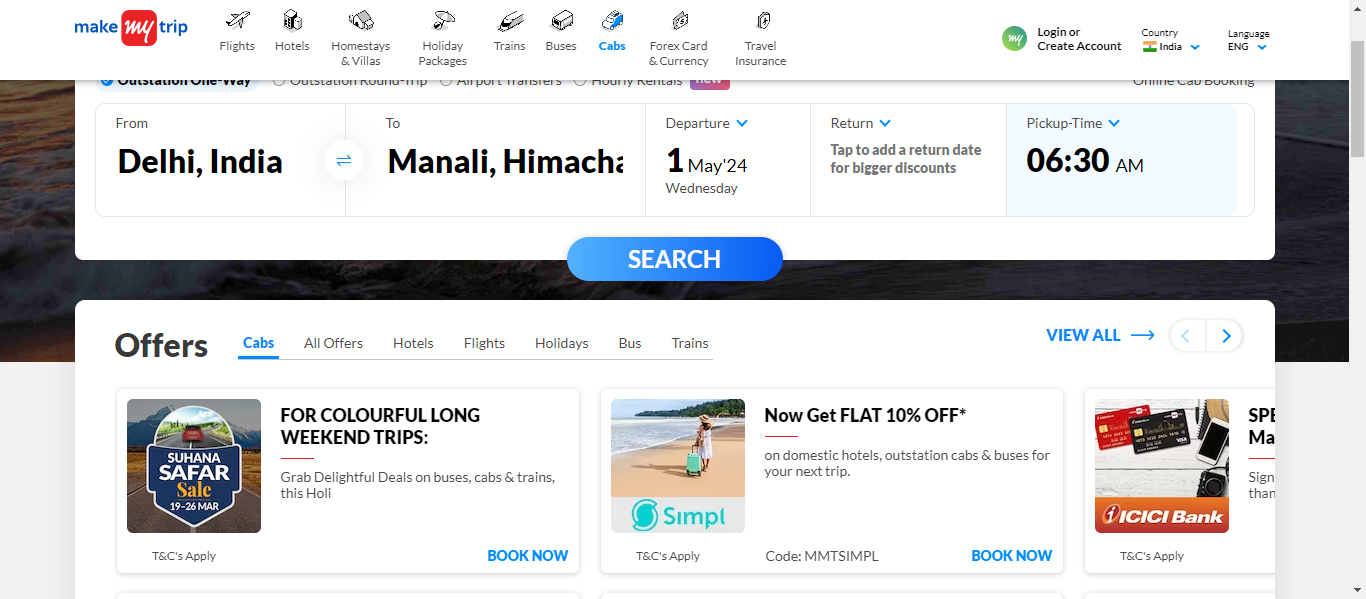 make my trip
Flights
Hotels
Homestays
& Villas
Holiday
Packages
Trains
Buses
Cabs
Forex Card
& Currency
Travel
Insurance
my
Login or
Create Account
Country
India
Language
ENG
Outstation One-Way
Outstation Round-Trip
Airport Transfers
Hourly Rentals
new
Online Cab Booking
From
Delhi, India
To
Manali, Himacha
Departure
1 May'24
Wednesday
Return
Tap to add a return date
for bigger discounts
Pickup-Time
06:30 AM
SEARCH
Offers
Cabs
All Offers
Hotels
Flights
Holidays
Bus
Trains
VIEW ALL
SUHANA
SAFAR
Sale
19-26 MAR
FOR COLOURFUL LONG
WEEKEND TRIPS:
Grab Delightful Deals on buses, cabs & trains,
this Holi
T&C's Apply
BOOK NOW
Simpl
Now Get FLAT 10% OFF*
on domestic hotels, outstation cabs & buses for
your next trip.
T&C's Apply
Code: MMTSIMPL
BOOK NOW
VISA
ICICI Bank
SPE
Ma
Sign
than
T&C's Apply